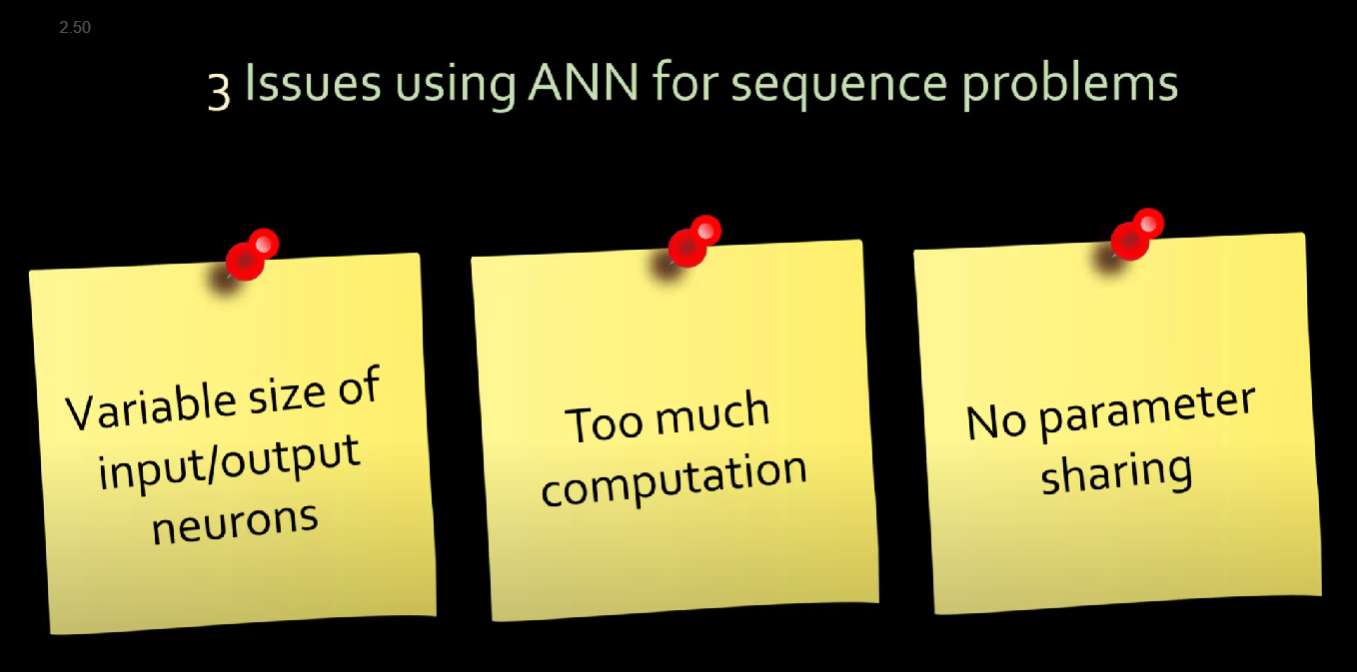 2.50
3 Issues using ANN for sequence problems
Variable size of
input/output
neurons
Too much
computation
No parameter
sharing